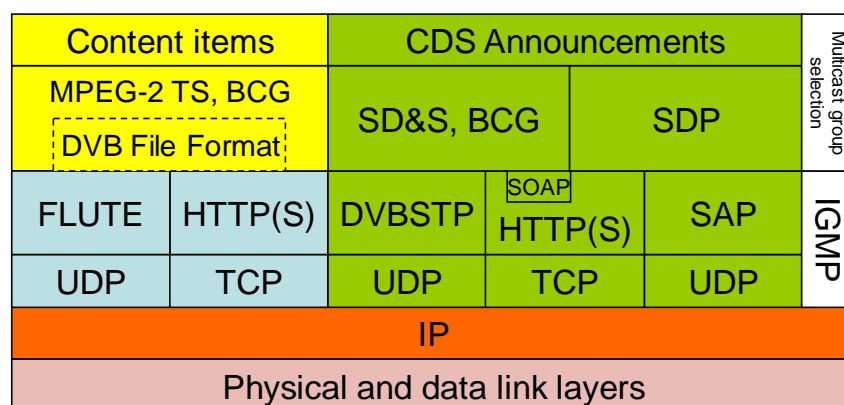 Content items
CDS Announcements
Multicast group
selection
MPEG-2 TS, BCG
DVB File Format
SD&S, BCG
SDP
FLUTE
HTTP(S)
DVBSTP
SOAP
HTTP(S)
SAP
IGMP
UDP
TCP
UDP
TCP
UDP
IP
Physical and data link layers